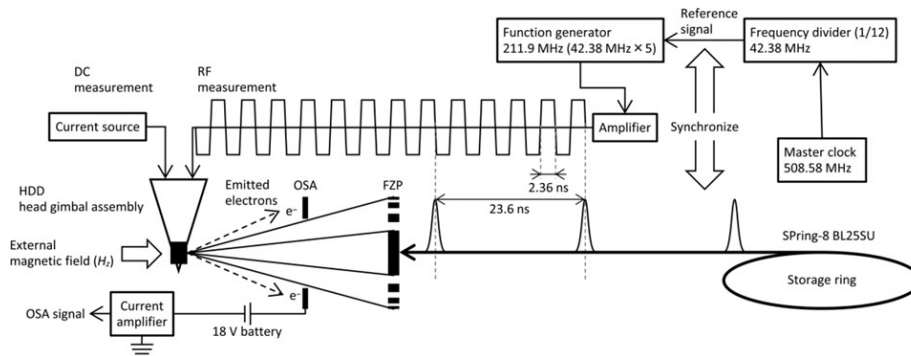 Function generator
211.9 MHz (42.38 MHz × 5)
Reference
signal
Frequency divider (1/12)
42.38 MHz
DC
measurement
RF
measurement
Current source
Amplifier
Synchronize
Master clock
508.58 MHz
HDD
head gimbal assembly
Emitted
electrons
OSA
FZP
e⁻
2.36 ns
23.6 ns
External
magnetic field (Hz)
SPring-8 BL25SU
Storage ring
e⁻
OSA signal
Current
amplifier
18 V battery